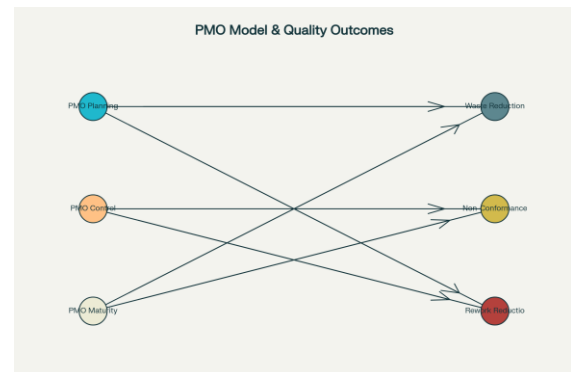 PMO Model & Quality Outcomes
PMO Planning
Waste Reduction
PMO Control
Non-Conformance
PMO Maturity
Rework Reductio